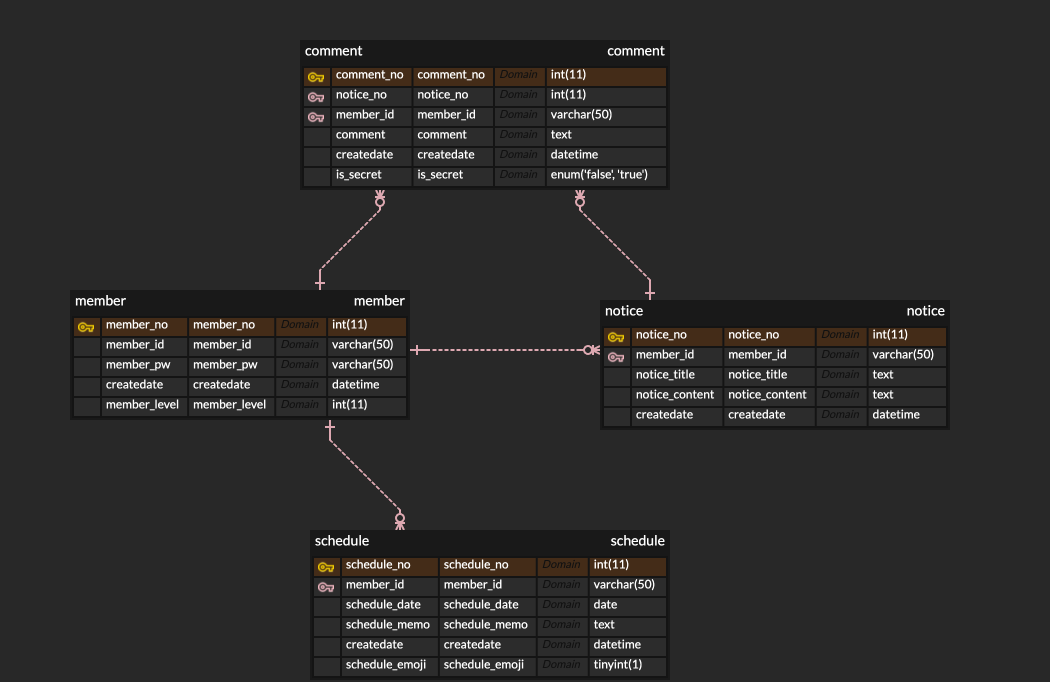 comment comment
comment_no comment_no Domain int(11)
notice_no notice_no Domain int(11)
member_id member_id Domain varchar(50)
comment comment Domain text
createdate createdate Domain datetime
is_secret is_secret Domain enum('false', 'true')
member member
member_no member_no Domain int(11)
member_id member_id Domain varchar(50)
member_pw member_pw Domain varchar(50)
createdate createdate Domain datetime
member_level member_level Domain int(11)
notice notice
notice_no notice_no Domain int(11)
member_id member_id Domain varchar(50)
notice_title notice_title Domain text
notice_content notice_content Domain text
createdate createdate Domain datetime
schedule schedule
schedule_no schedule_no Domain int(11)
member_id member_id Domain varchar(50)
schedule_date schedule_date Domain date
schedule_memo schedule_memo Domain text
createdate createdate Domain datetime
schedule_emoji schedule_emoji Domain tinyint(1)